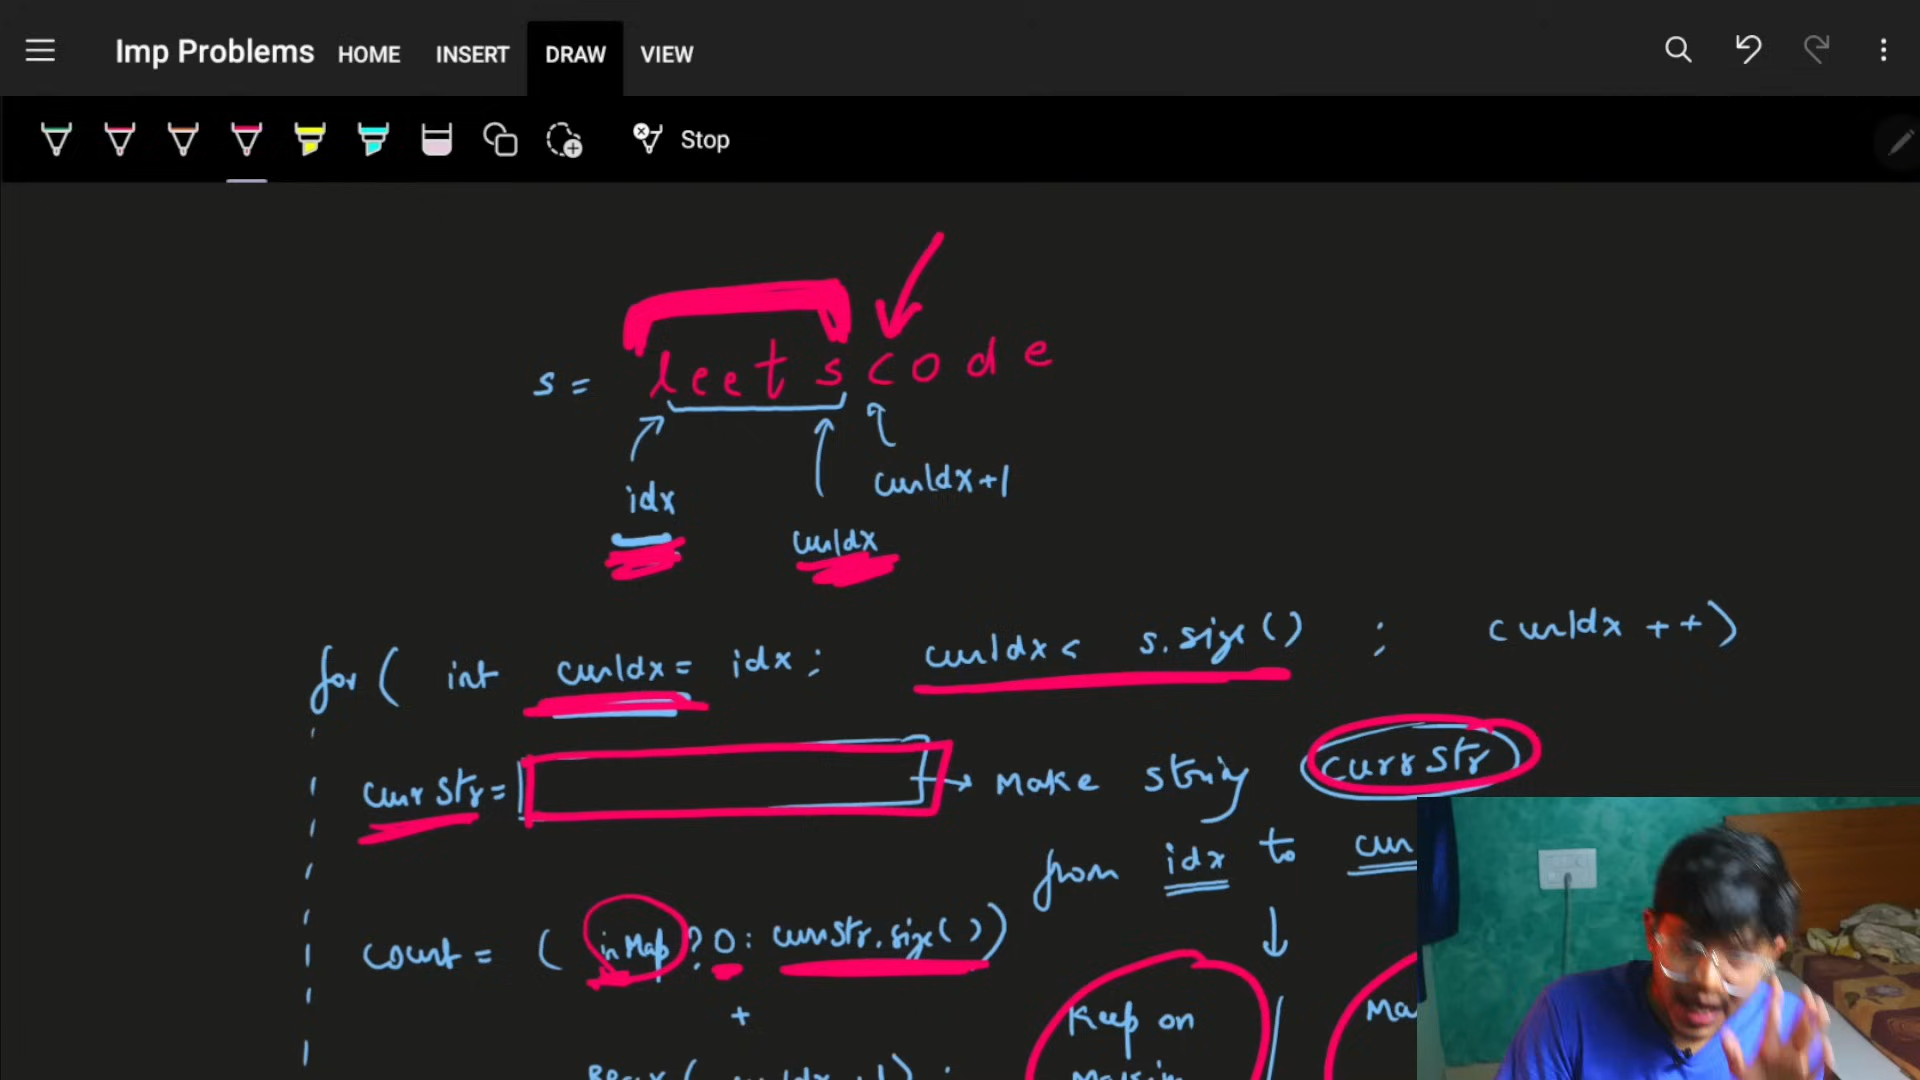 Imp Problems HOME INSERT DRAW VIEW
Stop
s = leetscode
idx currIdx currIdx+1
for ( int currIdx = idx ; currIdx < s.size() ; currIdx ++)
currStr = → Make string currStr
from idx to curr
count = ( inMap ? 0 : currStr.size() )
+
Keep on